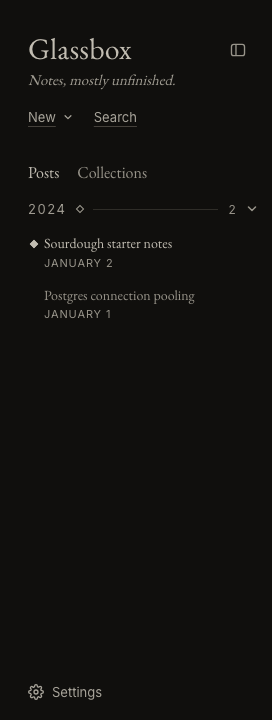 Glassbox
Notes, mostly unfinished.
New Search
Posts Collections
2024 2
Sourdough starter notes
JANUARY 2
Postgres connection pooling
JANUARY 1
Settings